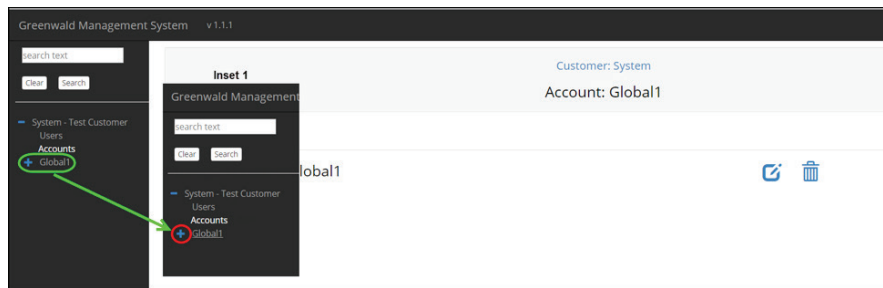 Greenwald Management System v 1.1.1
search text
Clear Search
System - Test Customer
Users
Accounts
Global1
Inset 1
Greenwald Management
search text
Clear Search
System - Test Customer
Users
Accounts
Global1
Customer: System
Account: Global1
lobal1